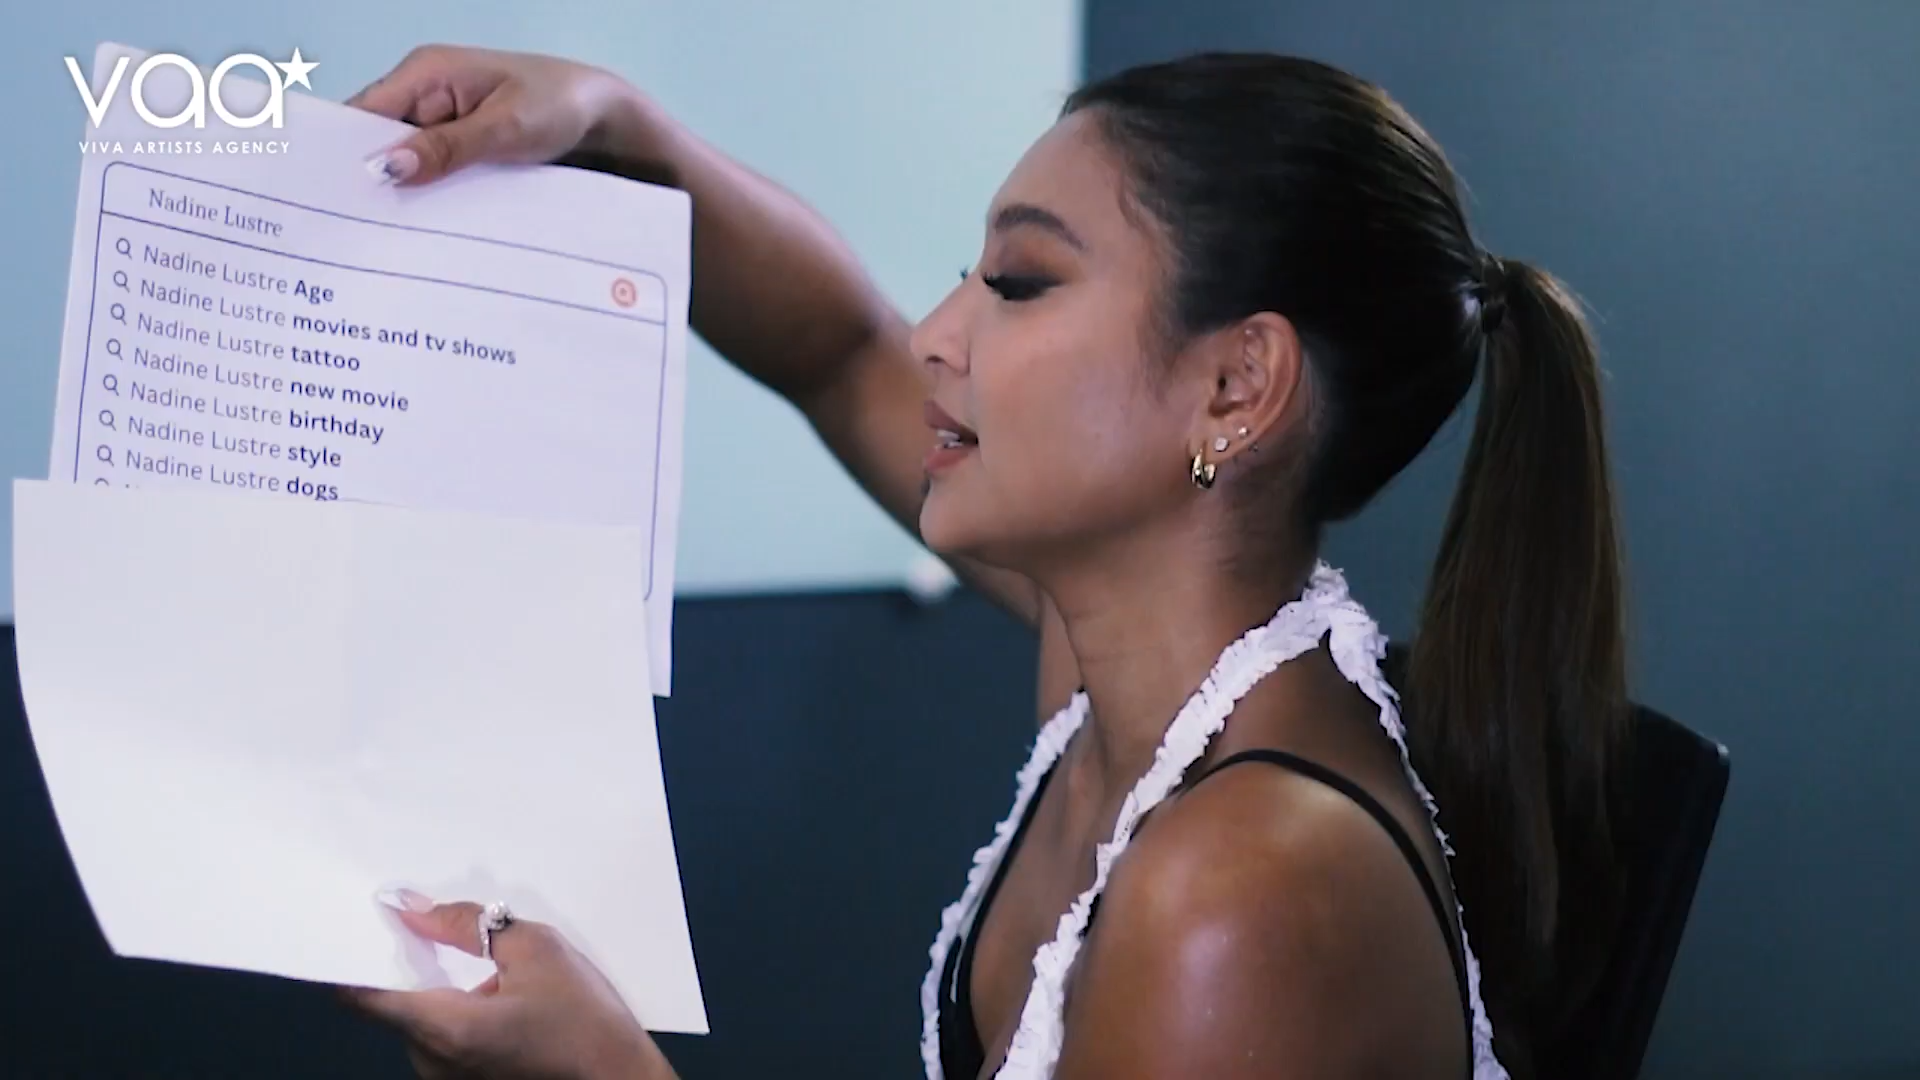 vaa
VIVA ARTISTS AGENCY
Nadine Lustre
Nadine Lustre Age
Nadine Lustre movies and tv shows
Nadine Lustre tattoo
Nadine Lustre new movie
Nadine Lustre birthday
Nadine Lustre style
Nadine Lustre dogs